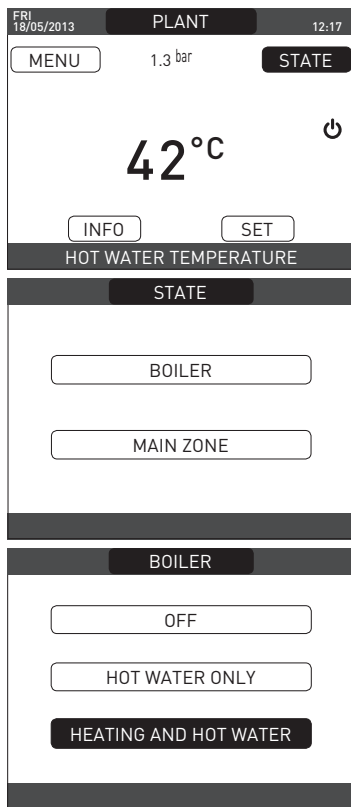 FRI
18/05/2013 PLANT 12:17
MENU 1.3 bar STATE
42°C
INFO SET
HOT WATER TEMPERATURE
STATE
BOILER
MAIN ZONE
BOILER
OFF
HOT WATER ONLY
HEATING AND HOT WATER